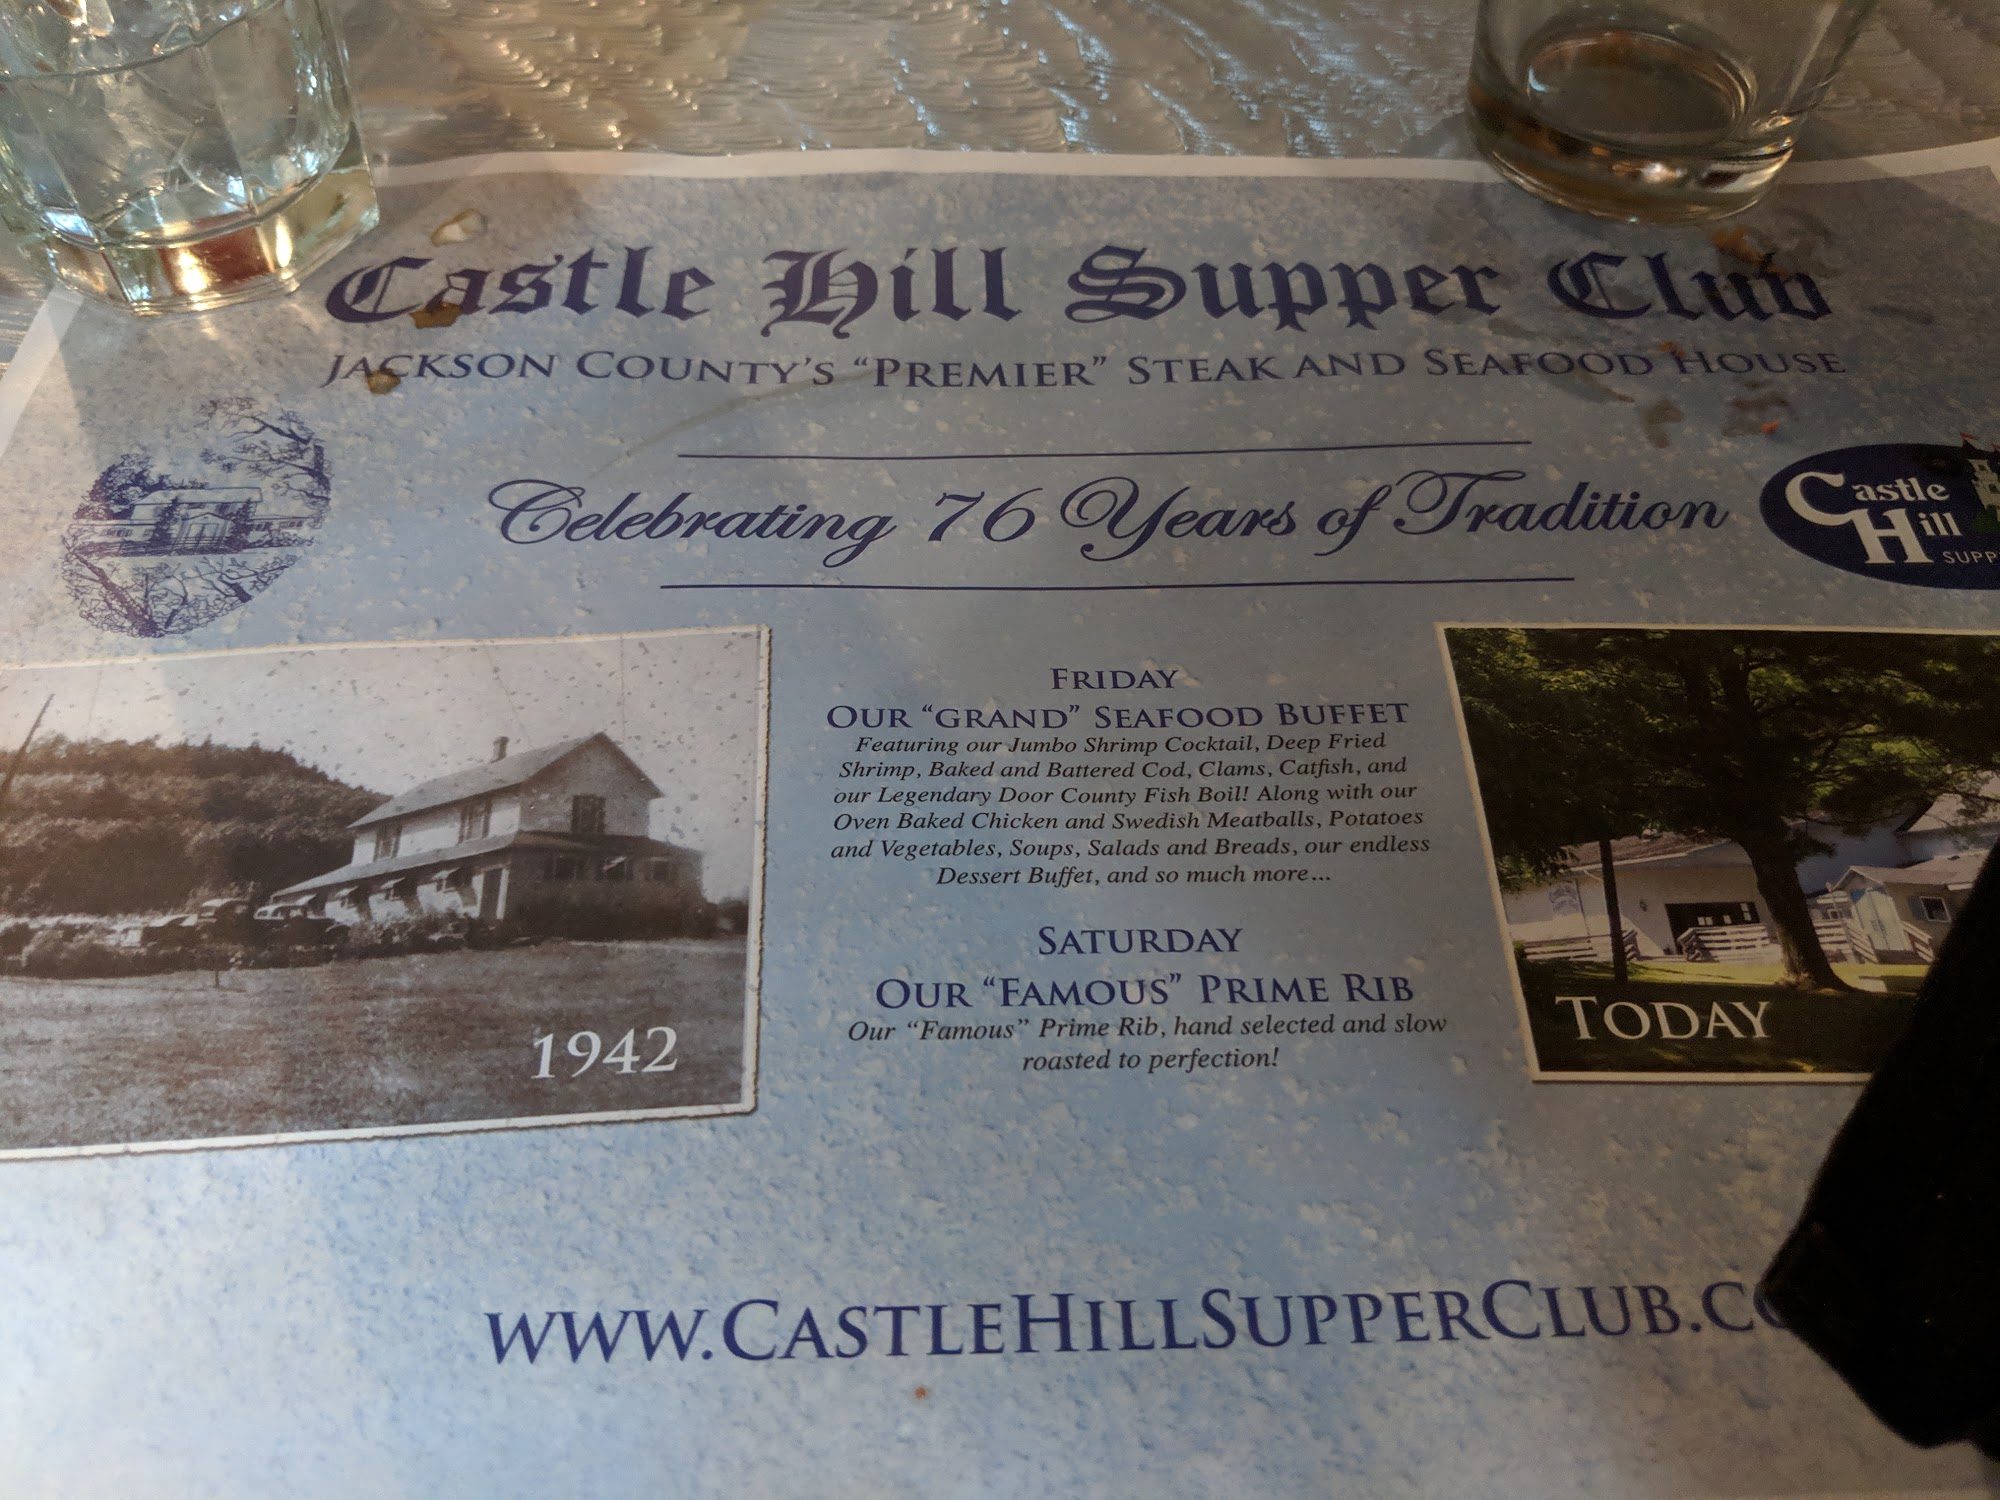 Castle Hill Supper Club
JACKSON COUNTY'S "PREMIER" STEAK AND SEAFOOD HOUSE
Celebrating 76 Years of Tradition
Castle
Hill
FRIDAY
OUR "GRAND" SEAFOOD BUFFET
Featuring our Jumbo Shrimp Cocktail, Deep Fried
Shrimp, Baked and Battered Cod, Clams, Catfish, and
our Legendary Door County Fish Boil! Along with our
Oven Baked Chicken and Swedish Meatballs, Potatoes
and Vegetables, Soups, Salads and Breads, our endless
Dessert Buffet, and so much more...
SATURDAY
OUR "FAMOUS" PRIME RIB
Our "Famous" Prime Rib, hand selected and slow
roasted to perfection!
1942
TODAY
WWW.CASTLEHILLSUPPERCLUB.C